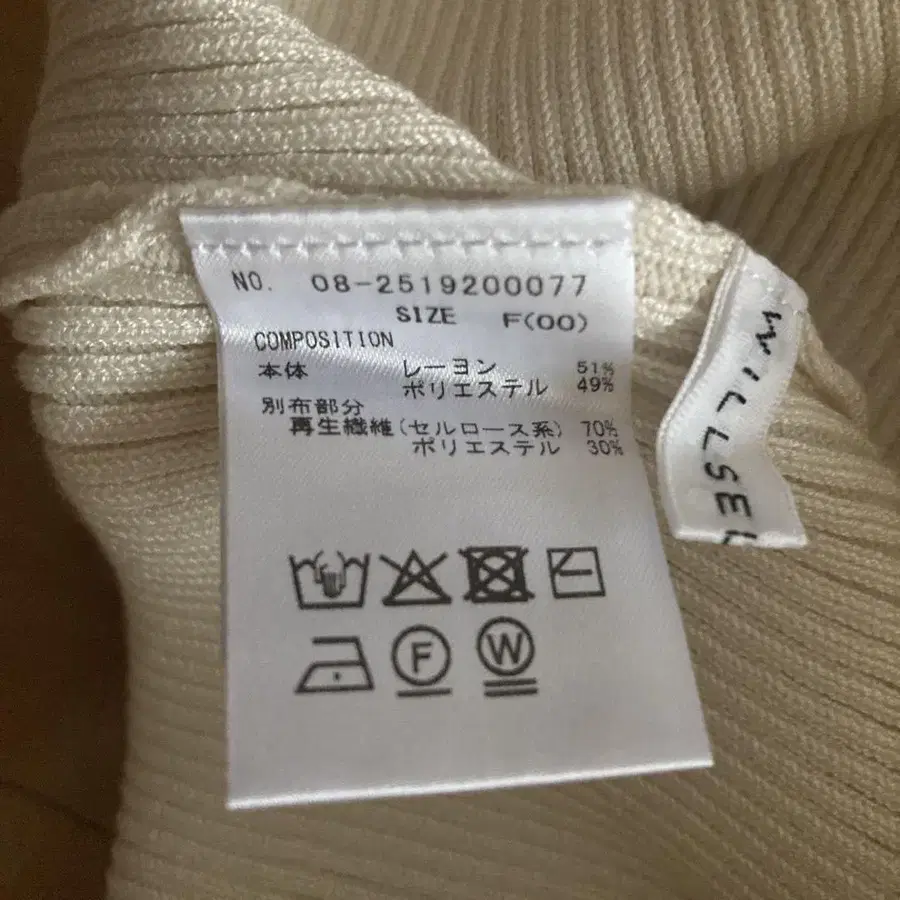 NO. 08-2519200077
SIZE F(00)
COMPOSITION
本体 レーヨン 51%
ポリエステル 49%
別布部分
再生繊維(セルロース系) 70%
ポリエステル 30%
F
W
WILLSE